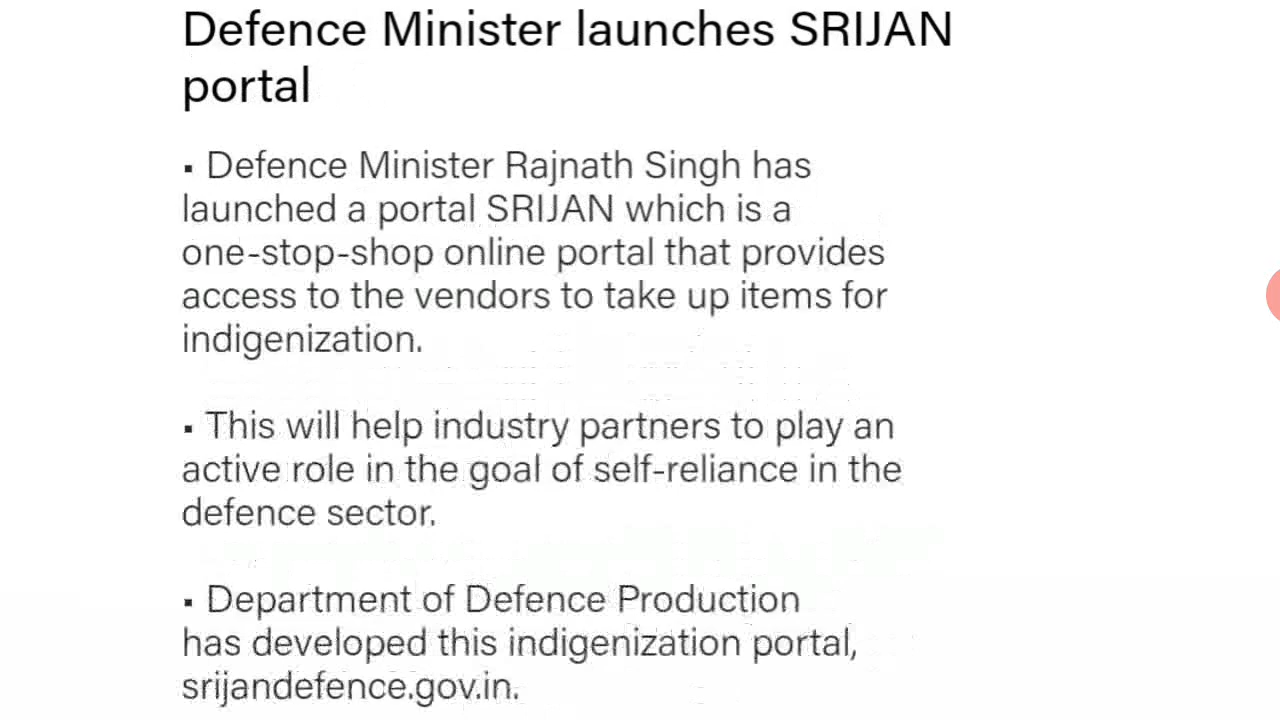 Defence Minister launches SRIJAN
portal
▪ Defence Minister Rajnath Singh has
launched a portal SRIJAN which is a
one-stop-shop online portal that provides
access to the vendors to take up items for
indigenization.
▪ This will help industry partners to play an
active role in the goal of self-reliance in the
defence sector.
▪ Department of Defence Production
has developed this indigenization portal,
srijandefence.gov.in.